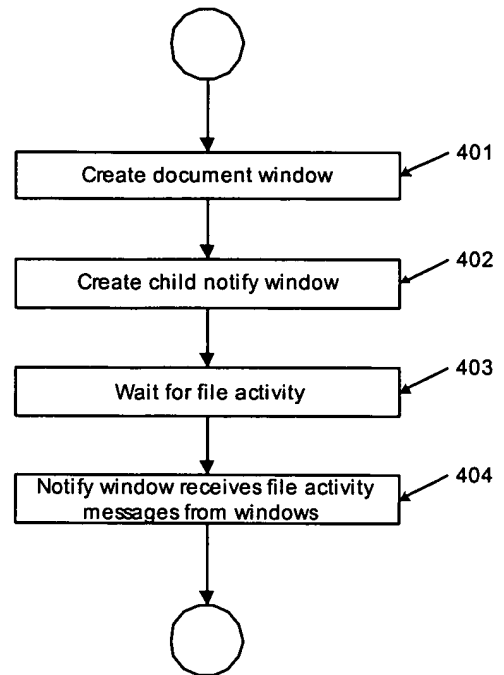 401
Create document window
402
Create child notify window
403
Wait for file activity
404
Notify window receives file activity
messages from windows